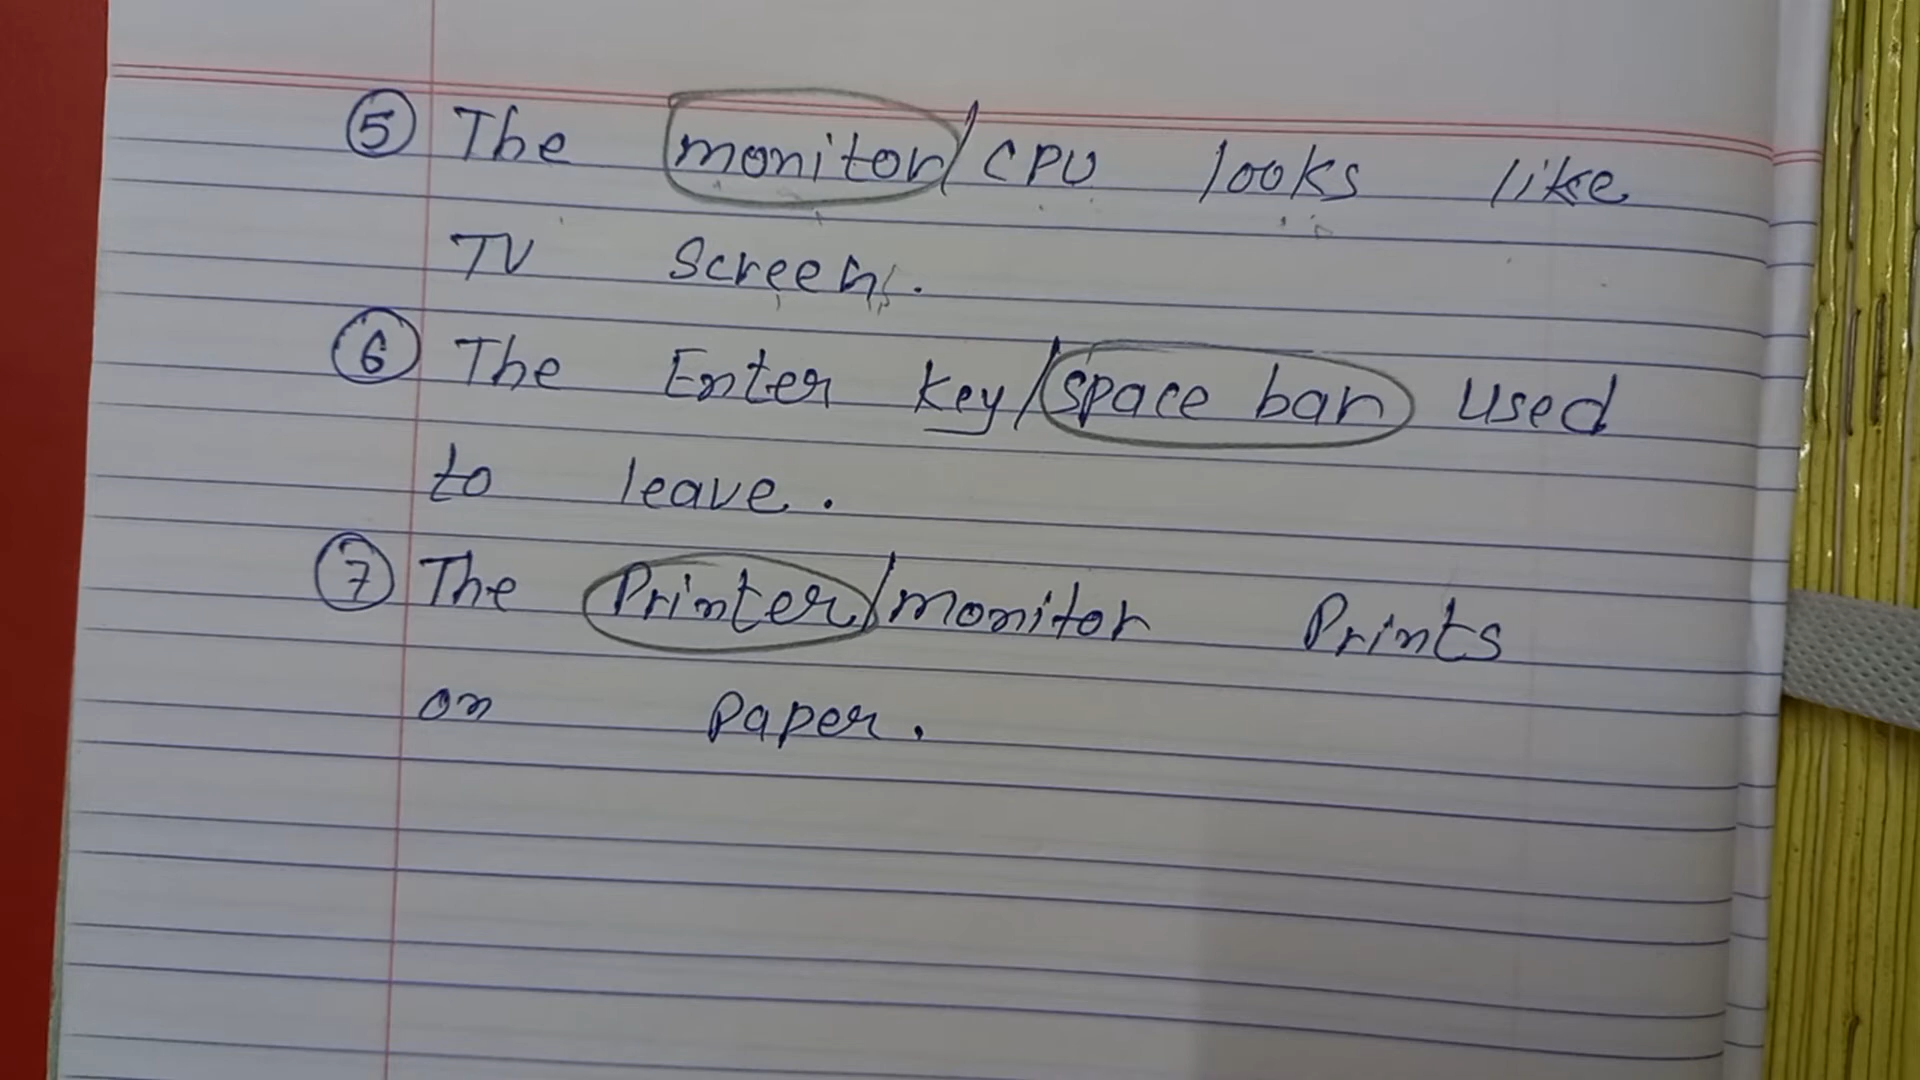 5 The monitor/CPU looks like
TV Screen.
6 The Enter key/space bar used
to leave.
7 The Printer/monitor Prints
on paper.